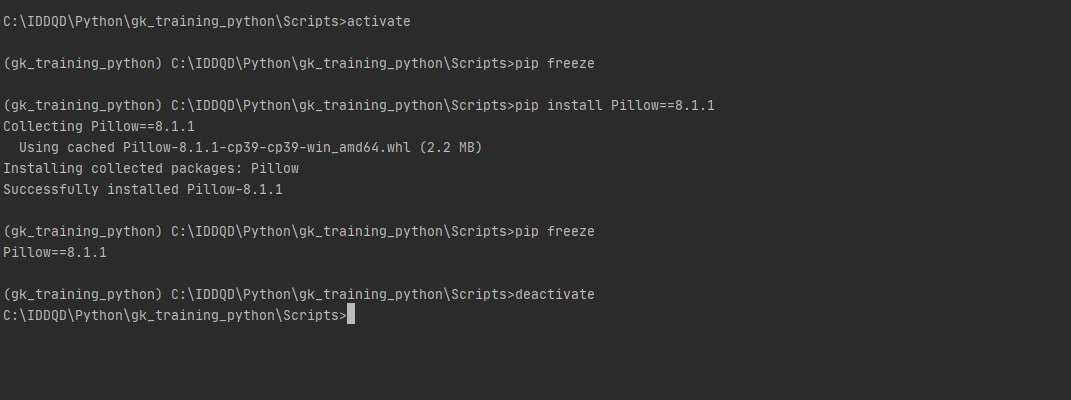 C:\IDDQD\Python\gk_training_python\Scripts>activate
(gk_training_python) C:\IDDQD\Python\gk_training_python\Scripts>pip freeze
(gk_training_python) C:\IDDQD\Python\gk_training_python\Scripts>pip install Pillow==8.1.1
Collecting Pillow==8.1.1
  Using cached Pillow-8.1.1-cp39-cp39-win_amd64.whl (2.2 MB)
Installing collected packages: Pillow
Successfully installed Pillow-8.1.1
(gk_training_python) C:\IDDQD\Python\gk_training_python\Scripts>pip freeze
Pillow==8.1.1
(gk_training_python) C:\IDDQD\Python\gk_training_python\Scripts>deactivate
C:\IDDQD\Python\gk_training_python\Scripts>